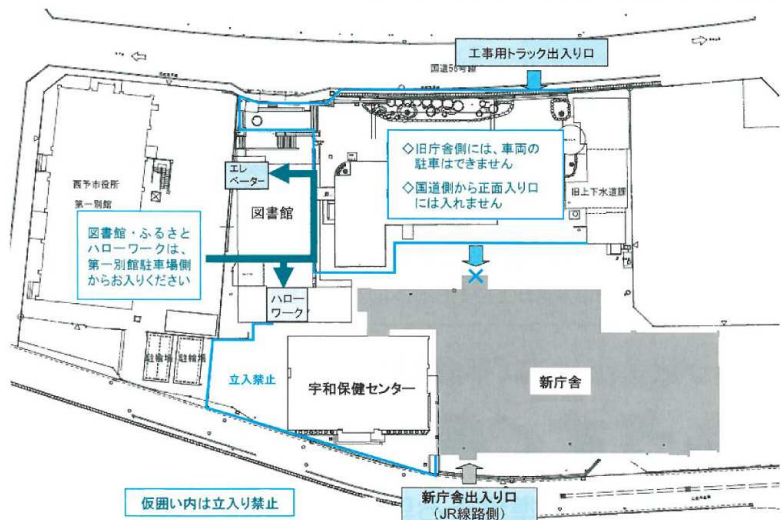 工事用トラック出入り口
国道56号線
◇旧庁舎側には、車両の
駐車はできません
◇国道側から正面入り口
には入れません
旧上下水道課
エレ
ベーター
西予市役所
第一別館
図書館
図書館・ふるさと
ハローワークは、
第一別館駐車場側
からお入りください
ハロー
ワーク
駐輪場
駐輪場
立入禁止
宇和保健センター
新庁舎
仮囲い内は立入り禁止
新庁舎出入り口
(JR線路側)